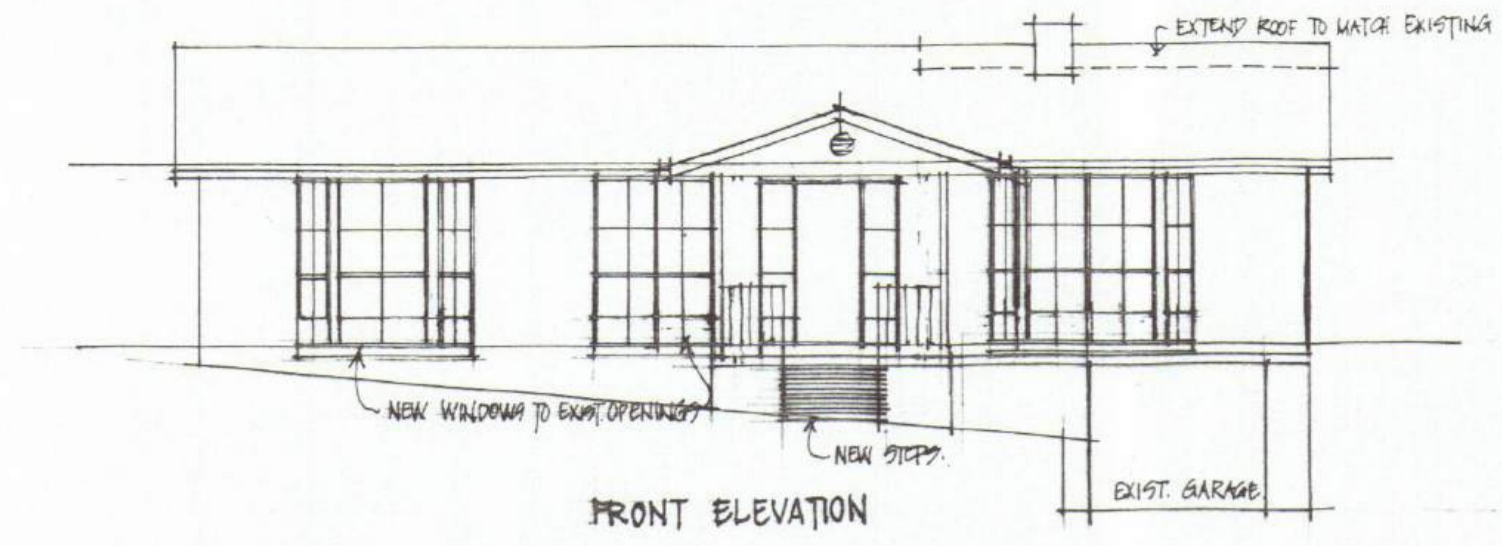 EXTEND ROOF TO MATCH EXISTING
NEW WINDOWS TO EXIST. OPENINGS
NEW STEPS.
EXIST. GARAGE.
FRONT ELEVATION